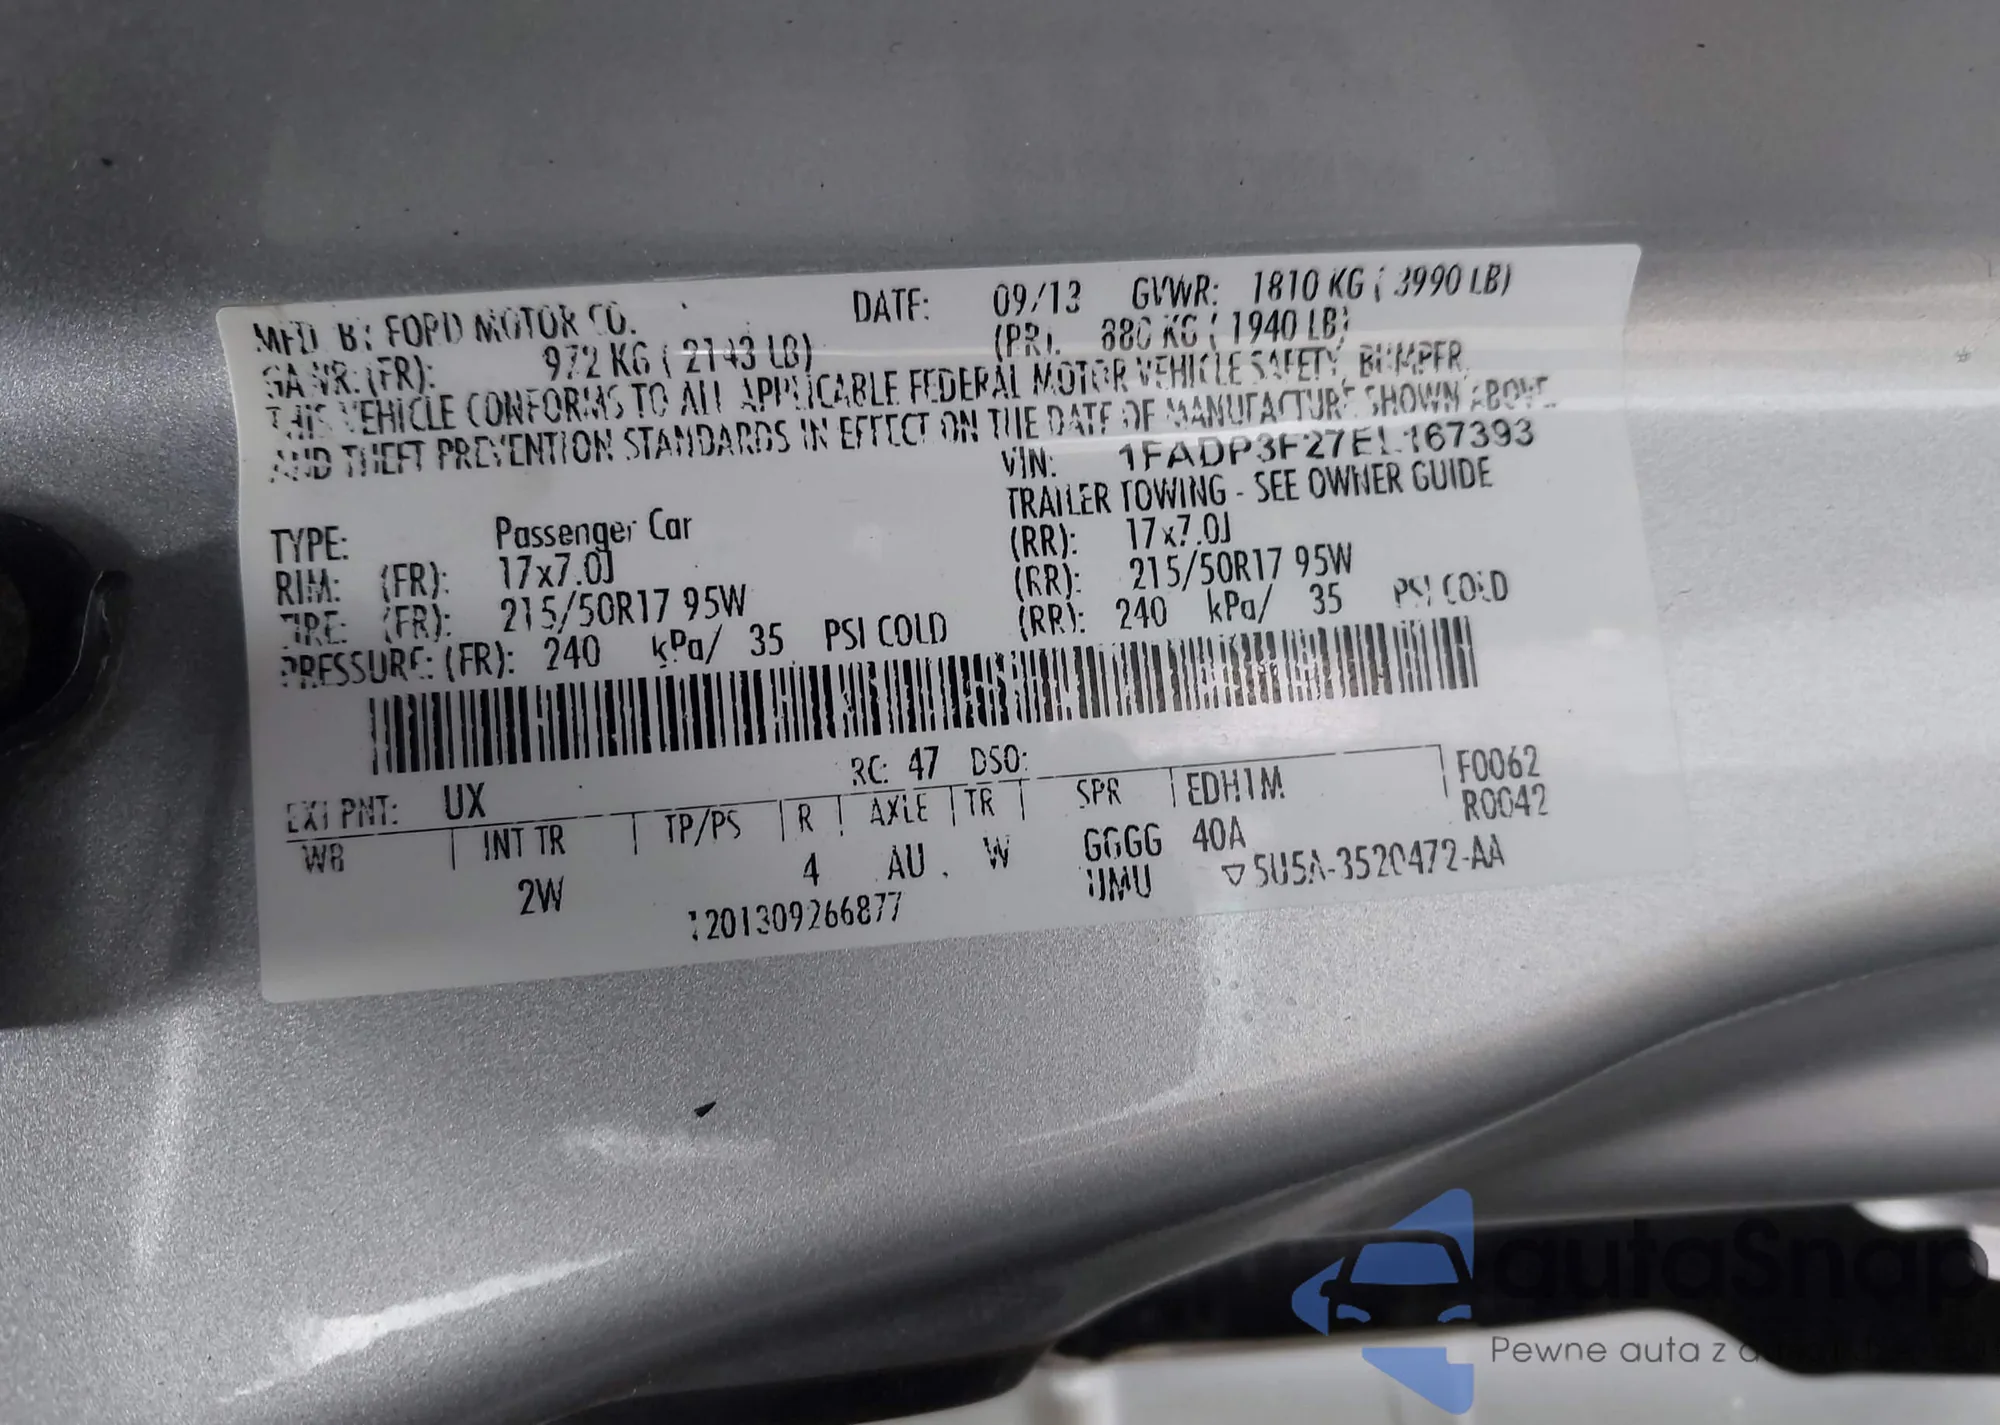 MFD. BY FORD MOTOR CO. DATE: 09/13 GVWR: 1810 KG ( 3990 LB)
GAWR: (FR): 972 KG ( 2143 LB) (PR): 880 KG ( 1940 LB)
THIS VEHICLE CONFORMS TO ALL APPLICABLE FEDERAL MOTOR VEHICLE SAFETY, BUMPER,
AND THEFT PREVENTION STANDARDS IN EFFECT ON THE DATE OF MANUFACTURE SHOWN ABOVE.
VIN: 1FADP3F27EL167393
TRAILER TOWING - SEE OWNER GUIDE
TYPE: Passenger Car
RIM: (FR): 17x7.0J (RR): 17x7.0J
TIRE: (FR): 215/50R17 95W (RR): 215/50R17 95W
PRESSURE: (FR): 240 kPa/ 35 PSI COLD (RR): 240 kPa/ 35 PSI COLD
EXT PNT: UX RC: 47 DSO: F0062
WB INT TR TP/PS R AXLE TR SPR EDH1M R0042
2W 4 AU W GGGG 40A
1201309266877 UMU ▽5U5A-3520472-AA
autaSnap
Pewne auta z